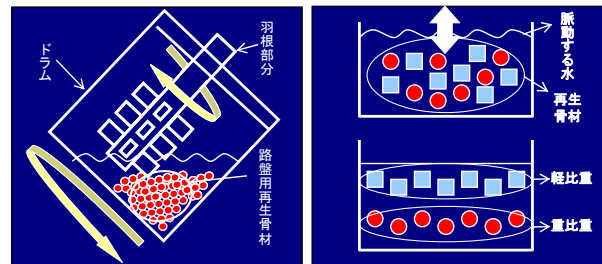 ドラム
羽根部分
路盤用再生骨材
脈動する水
再生
骨材
軽比重
重比重